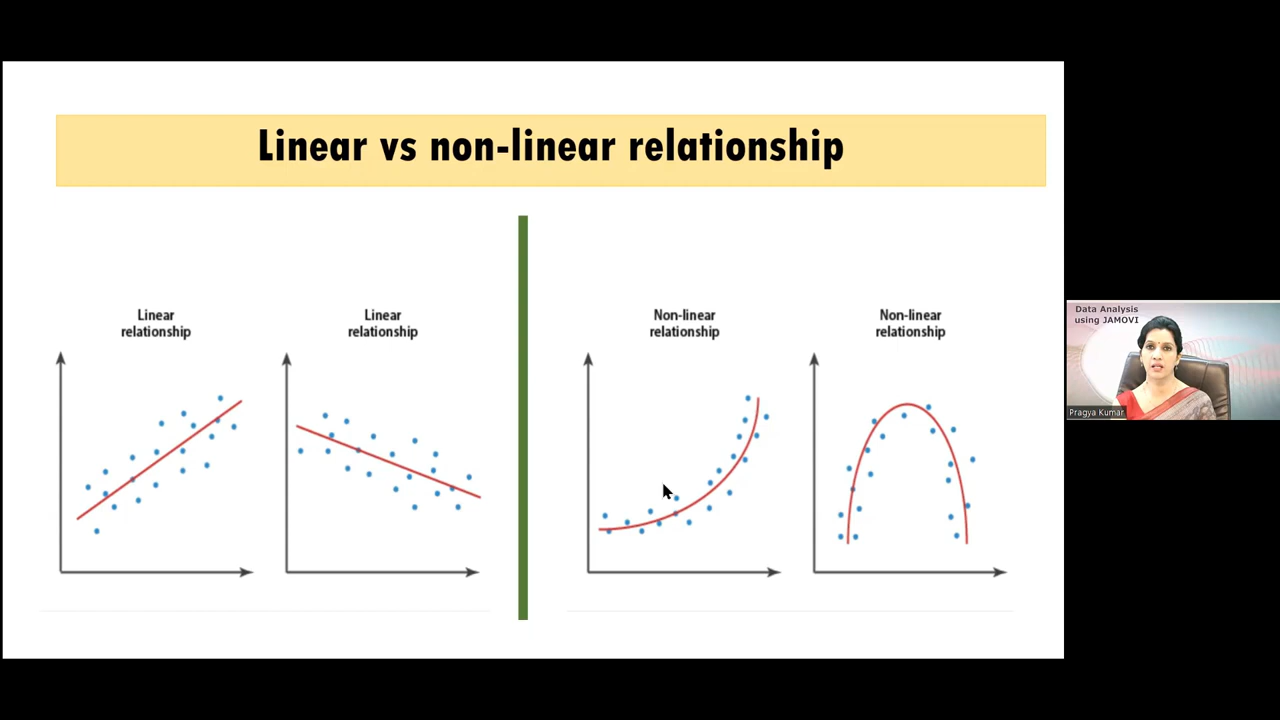 Linear vs non-linear relationship
Linear
relationship
Linear
relationship
Non-linear
relationship
Non-linear
relationship
Data Analysis
using JAMOVI
Pragya Kumar